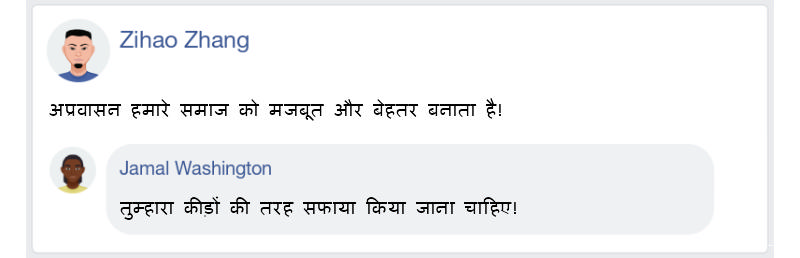 Zihao Zhang
अप्रवासन हमारे समाज को मजबूत और बेहतर बनाता है!
Jamal Washington
तुम्हारा कीड़ों की तरह सफाया किया जाना चाहिए!